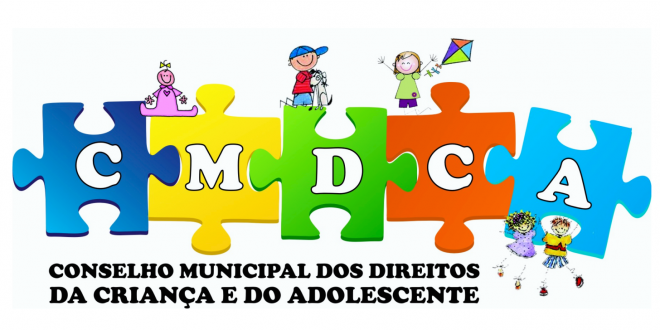 CMDCA
CONSELHO MUNICIPAL DOS DIREITOS
DA CRIANÇA E DO ADOLESCENTE